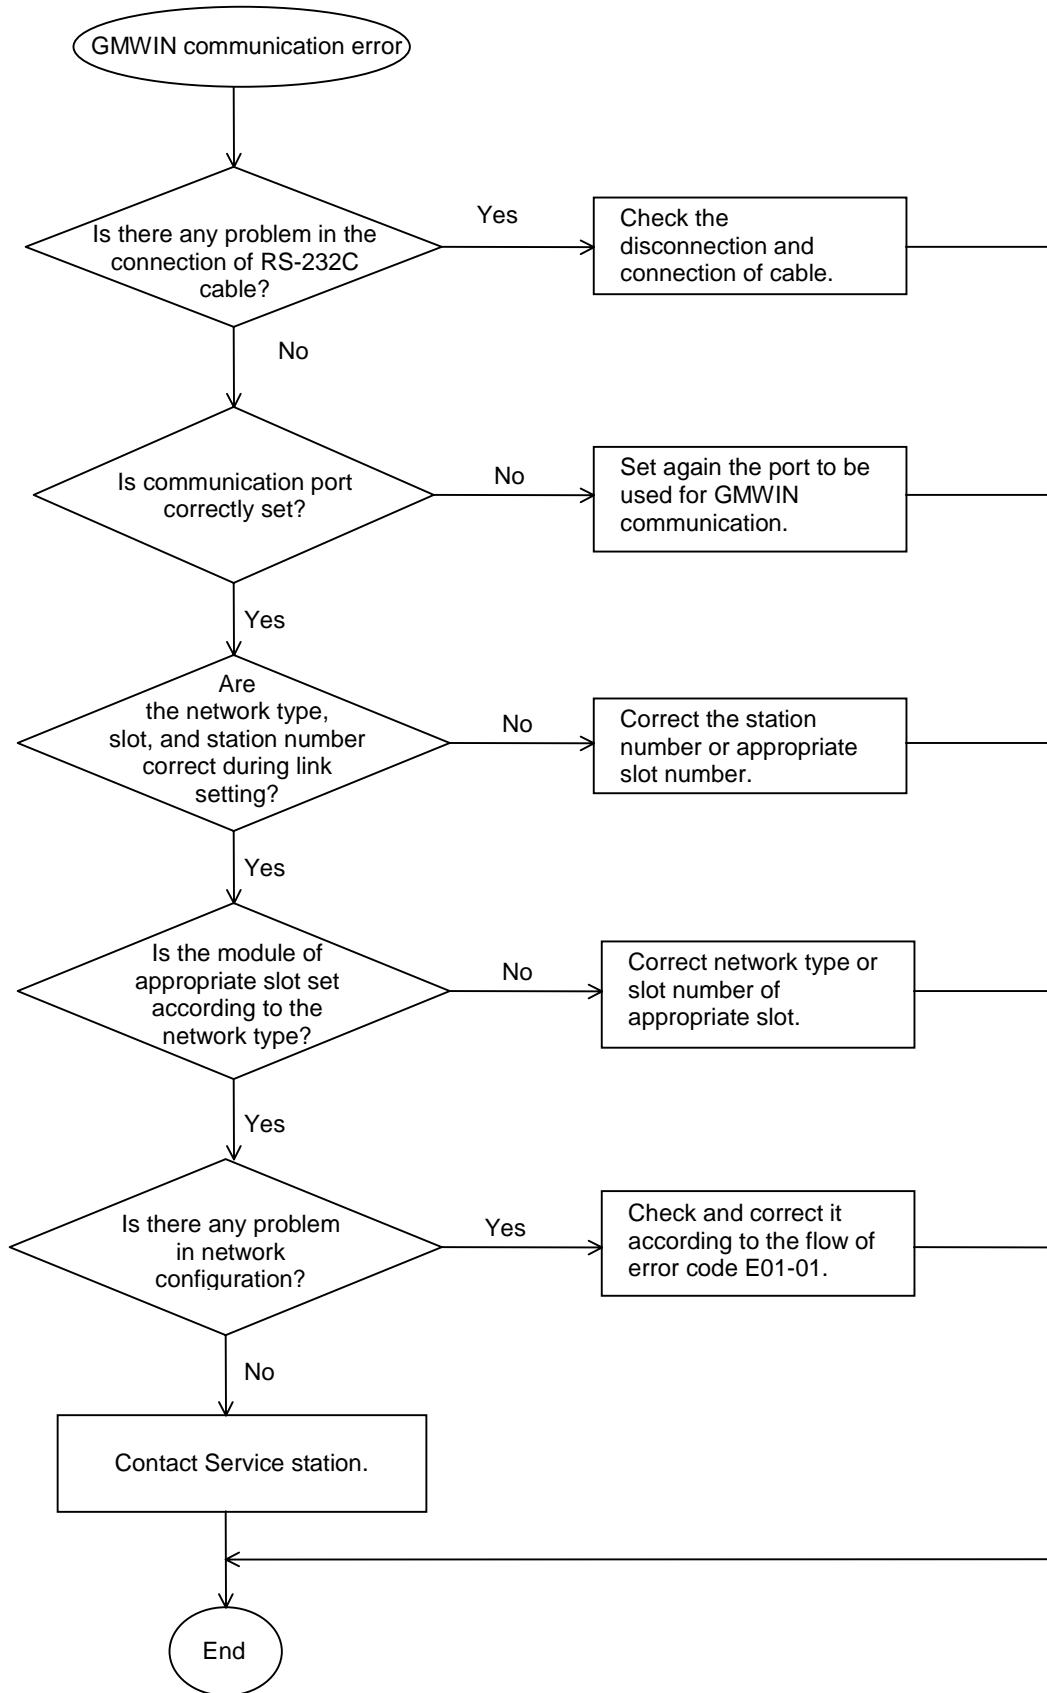 GMWIN communication error
Is there any problem in the
connection of RS-232C
cable?
Yes
Check the
disconnection and
connection of cable.
No
Is communication port
correctly set?
No
Set again the port to be
used for GMWIN
communication.
Yes
Are
the network type,
slot, and station number
correct during link
setting?
No
Correct the station
number or appropriate
slot number.
Yes
Is the module of
appropriate slot set
according to the
network type?
No
Correct network type or
slot number of
appropriate slot.
Yes
Is there any problem
in network
configuration?
Yes
Check and correct it
according to the flow of
error code E01-01.
No
Contact Service station.
End